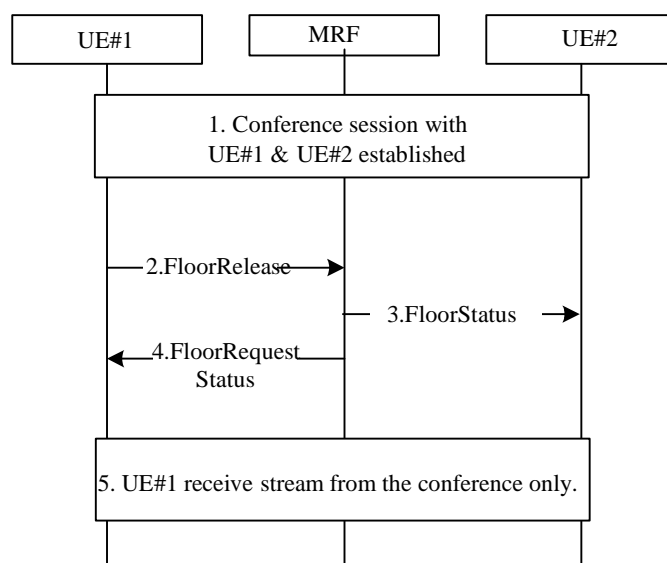 UE#1
MRF
UE#2
1. Conference session with
UE#1 & UE#2 established
2.FloorRelease
3.FloorStatus
4.FloorRequest
Status
5. UE#1 receive stream from the conference only.